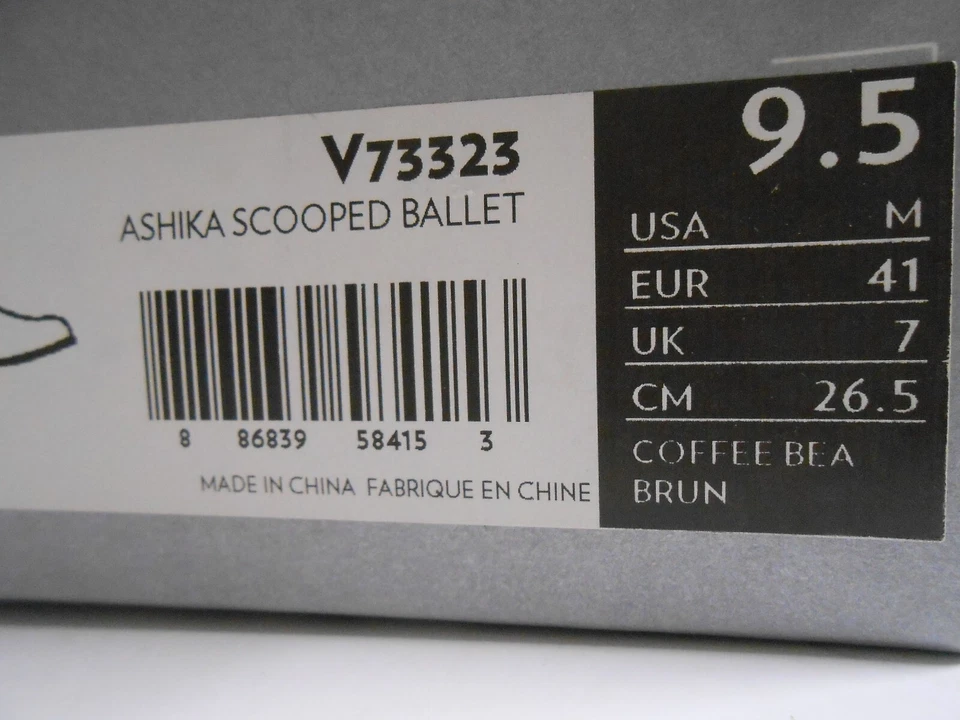 V73323
ASHIKA SCOOPED BALLET
8 86839 58415 3
MADE IN CHINA FABRIQUE EN CHINE
9.5
USA M
EUR 41
UK 7
CM 26.5
COFFEE BEA
BRUN